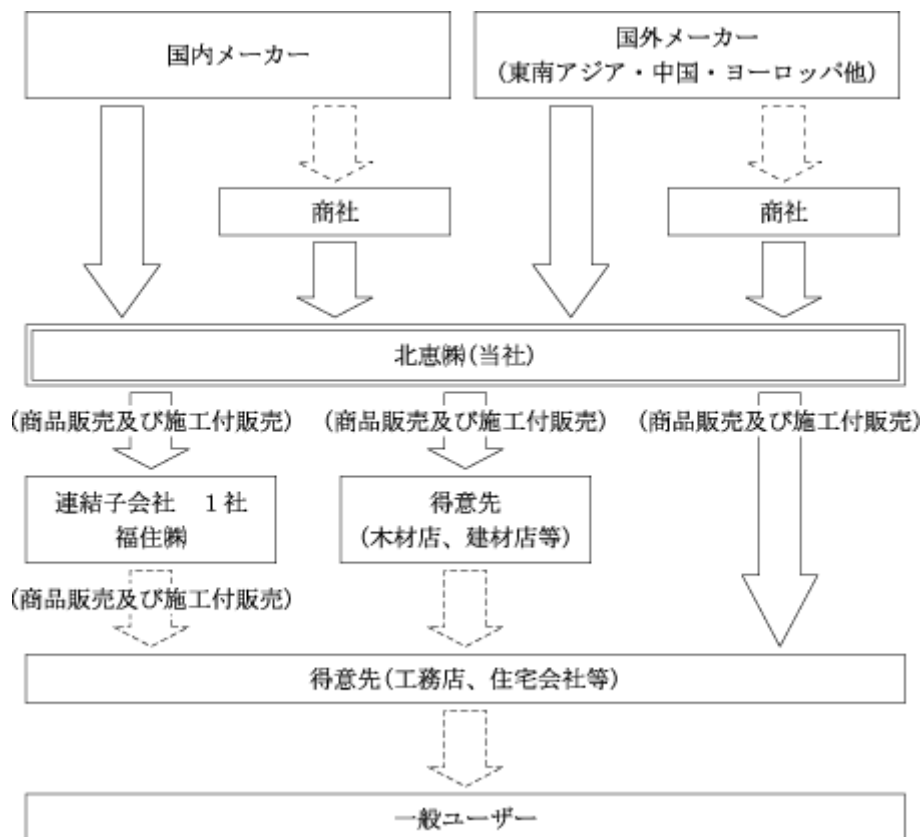 国内メーカー
国外メーカー
(東南アジア・中国・ヨーロッパ他)
商社
商社
北恵㈱(当社)
(商品販売及び施工付販売)
(商品販売及び施工付販売)
(商品販売及び施工付販売)
連結子会社　1社
福住㈱
得意先
(木材店、建材店等)
(商品販売及び施工付販売)
得意先(工務店、住宅会社等)
一般ユーザー